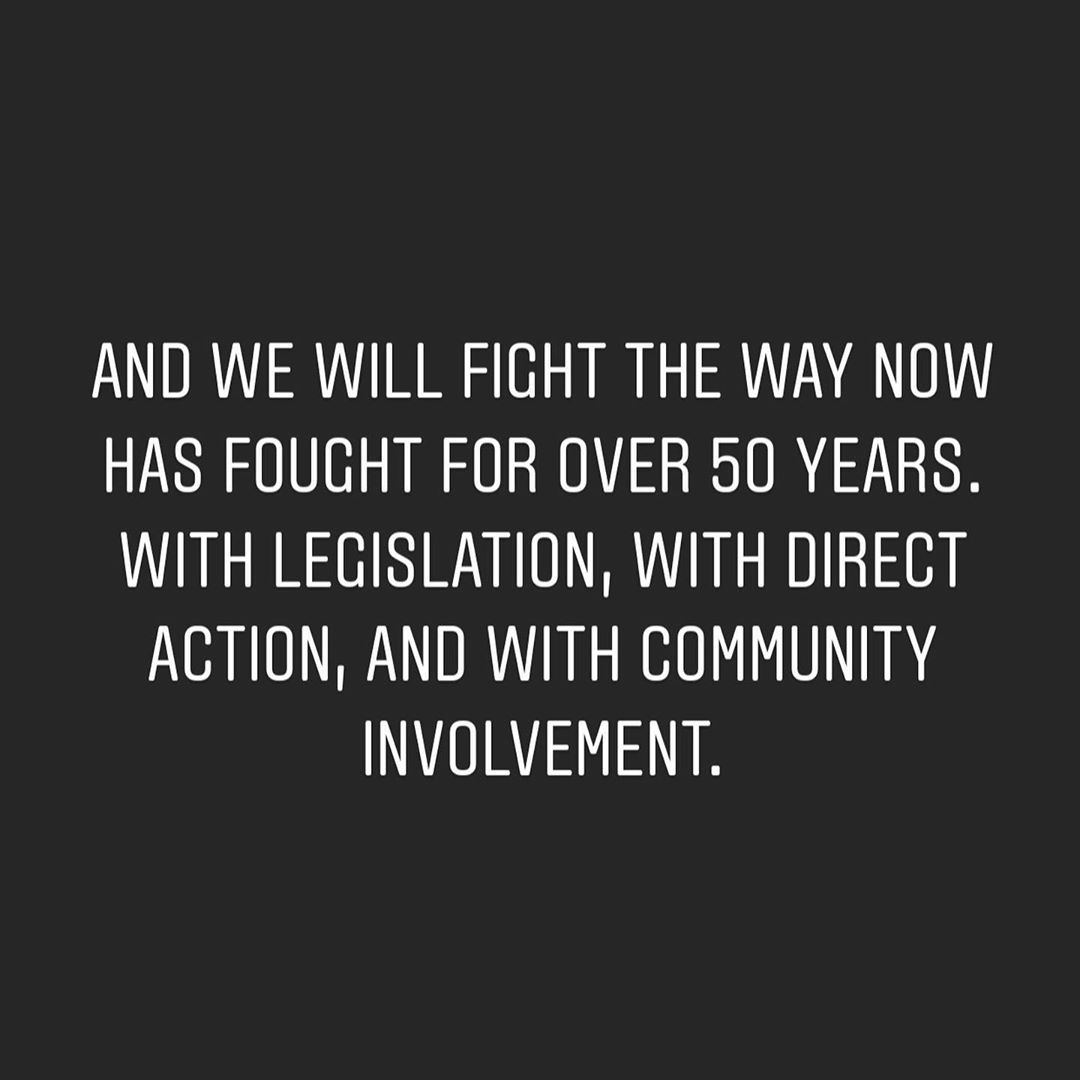 AND WE WILL FIGHT THE WAY NOW
HAS FOUGHT FOR OVER 50 YEARS.
WITH LEGISLATION, WITH DIRECT
ACTION, AND WITH COMMUNITY
INVOLVEMENT.